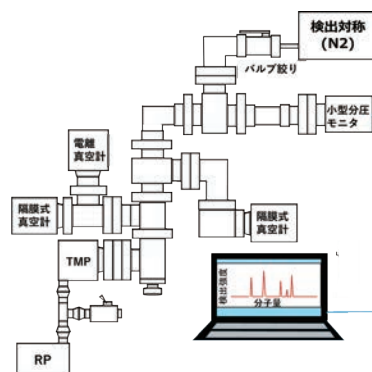 検出対称
(N2)
バルブ絞り
小型分圧
モニタ
電離
真空計
隔膜式
真空計
隔膜式
真空計
TMP
検出強度
分子量
RP